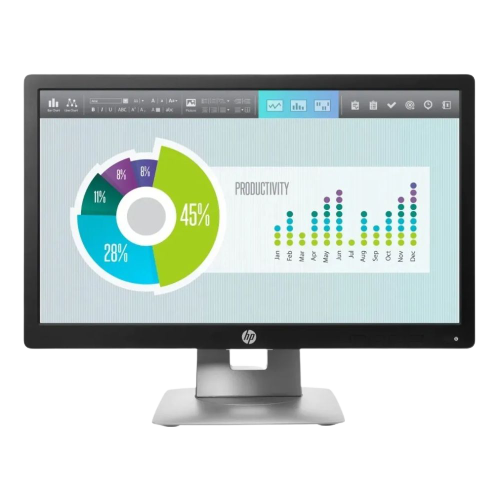 PRODUCTIVITY
8%
8%
11%
45%
28%
Jan
Feb
Mar
Apr
May
Jun
Jul
Aug
Sep
Oct
Nov
Dec
hp